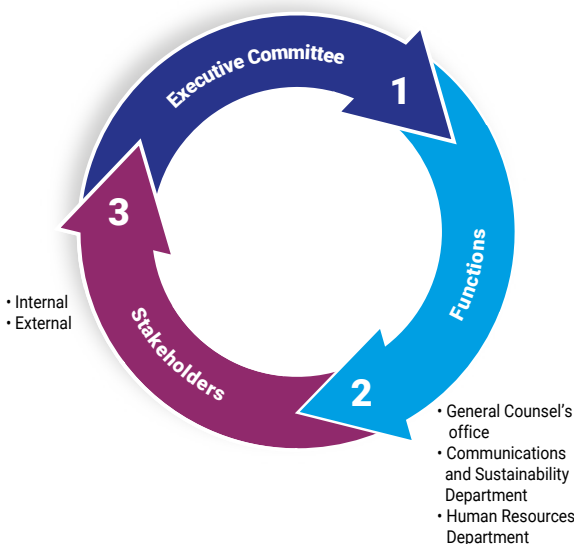 Executive Committee
1
Functions
2
• General Counsel's
office
• Communications
and Sustainability
Department
• Human Resources
Department
Stakeholders
3
• Internal
• External